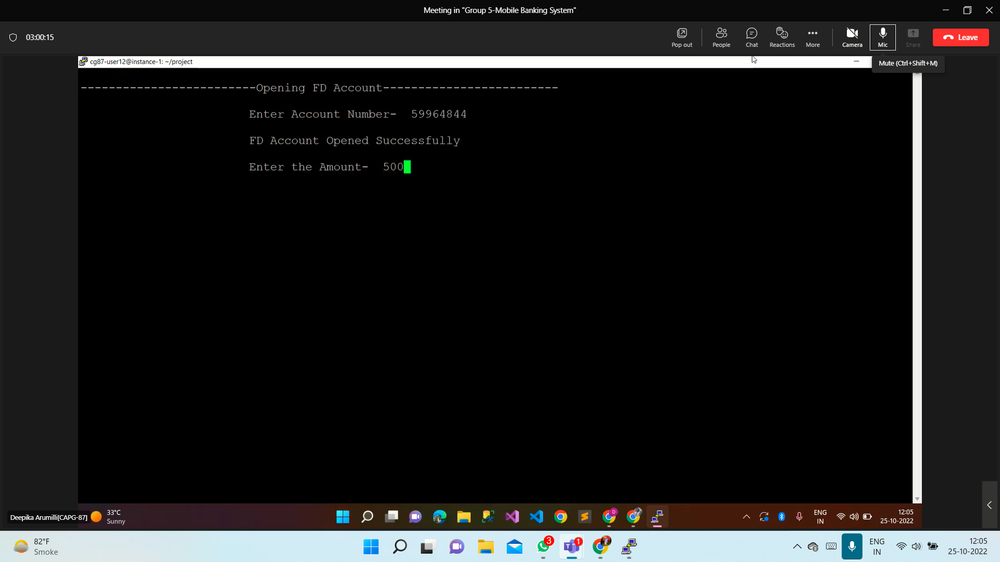 Meeting in "Group 5-Mobile Banking System"
03:00:15
Pop out
People
Chat
Reactions
More
Camera
Mic
Share
Leave
cg87-user12@instance-1: ~/project
Mute (Ctrl+Shift+M)
-------------------------Opening FD Account-------------------------
Enter Account Number-  59964844
FD Account Opened Successfully
Enter the Amount-  500
Deepika Arumilli[CAPG-87]
33°C
Sunny
D
ENG
IN
12:05
25-10-2022
82°F
Smoke
3
1
ENG
IN
12:05
25-10-2022